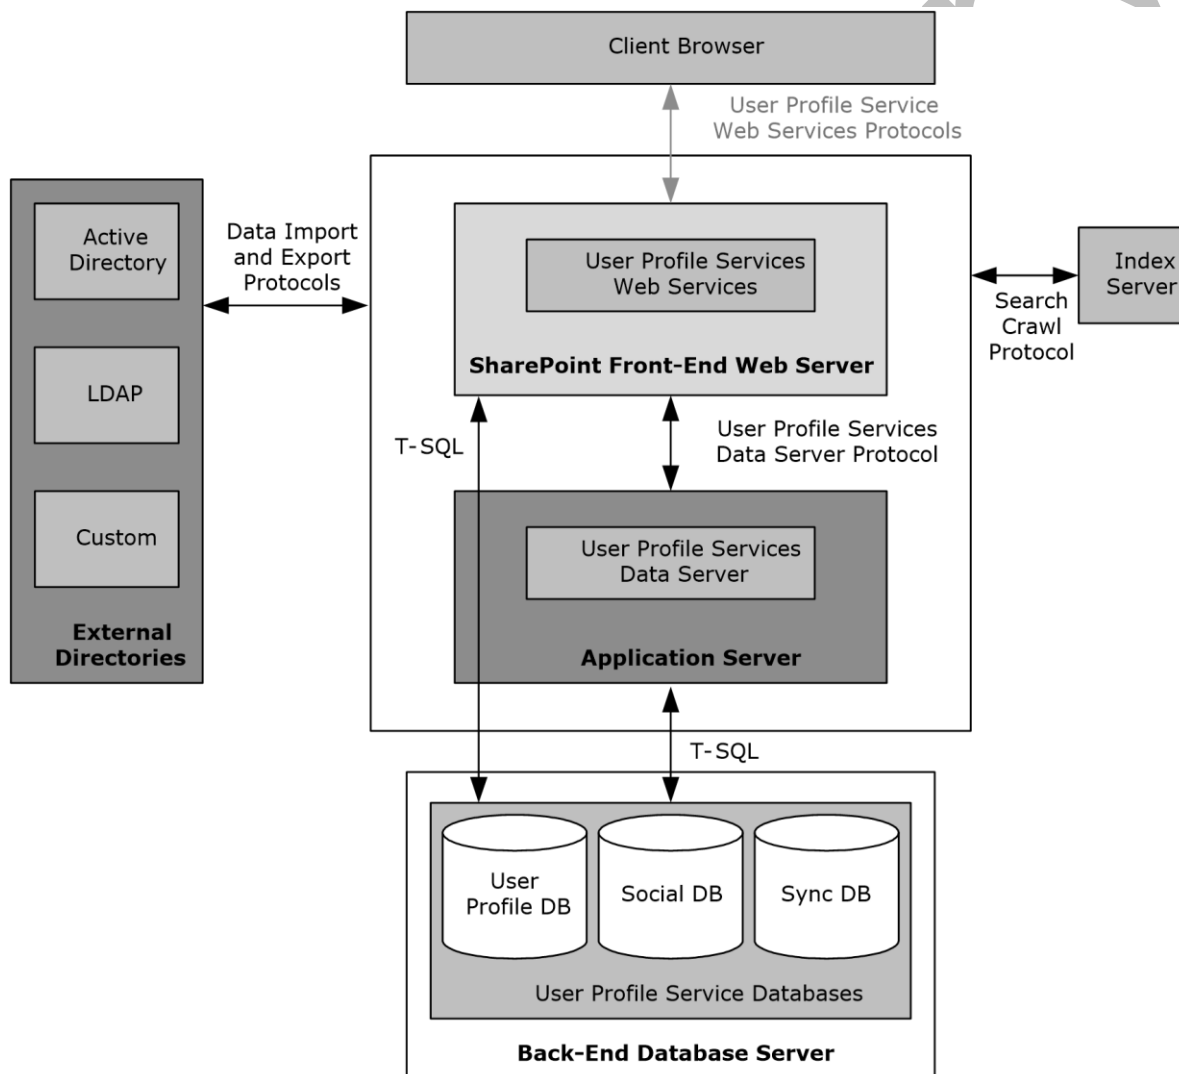 Client Browser
User Profile Service
Web Services Protocols
Active
Directory
LDAP
Custom
External
Directories
Data Import
and Export
Protocols
User Profile Services
Web Services
SharePoint Front-End Web Server
Index
Server
Search
Crawl
Protocol
T-SQL
User Profile Services
Data Server Protocol
User Profile Services
Data Server
Application Server
T-SQL
User
Profile DB
Social DB
Sync DB
User Profile Service Databases
Back-End Database Server